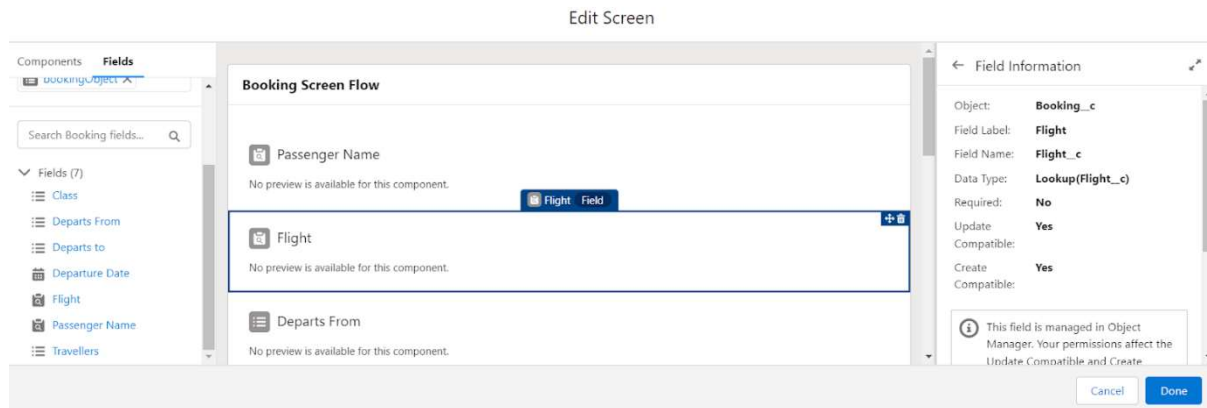 Edit Screen
Components Fields
bookingObject ×
Search Booking fields...
Fields (7)
Class
Departs From
Departs to
Departure Date
Flight
Passenger Name
Travellers
Booking Screen Flow
Passenger Name
No preview is available for this component.
Flight Field
Flight
No preview is available for this component.
Departs From
No preview is available for this component.
Field Information
Object: Booking__c
Field Label: Flight
Field Name: Flight__c
Data Type: Lookup(Flight__c)
Required: No
Update Yes
Compatible:
Create Yes
Compatible:
This field is managed in Object
Manager. Your permissions affect the
Update Compatible and Create
Cancel Done